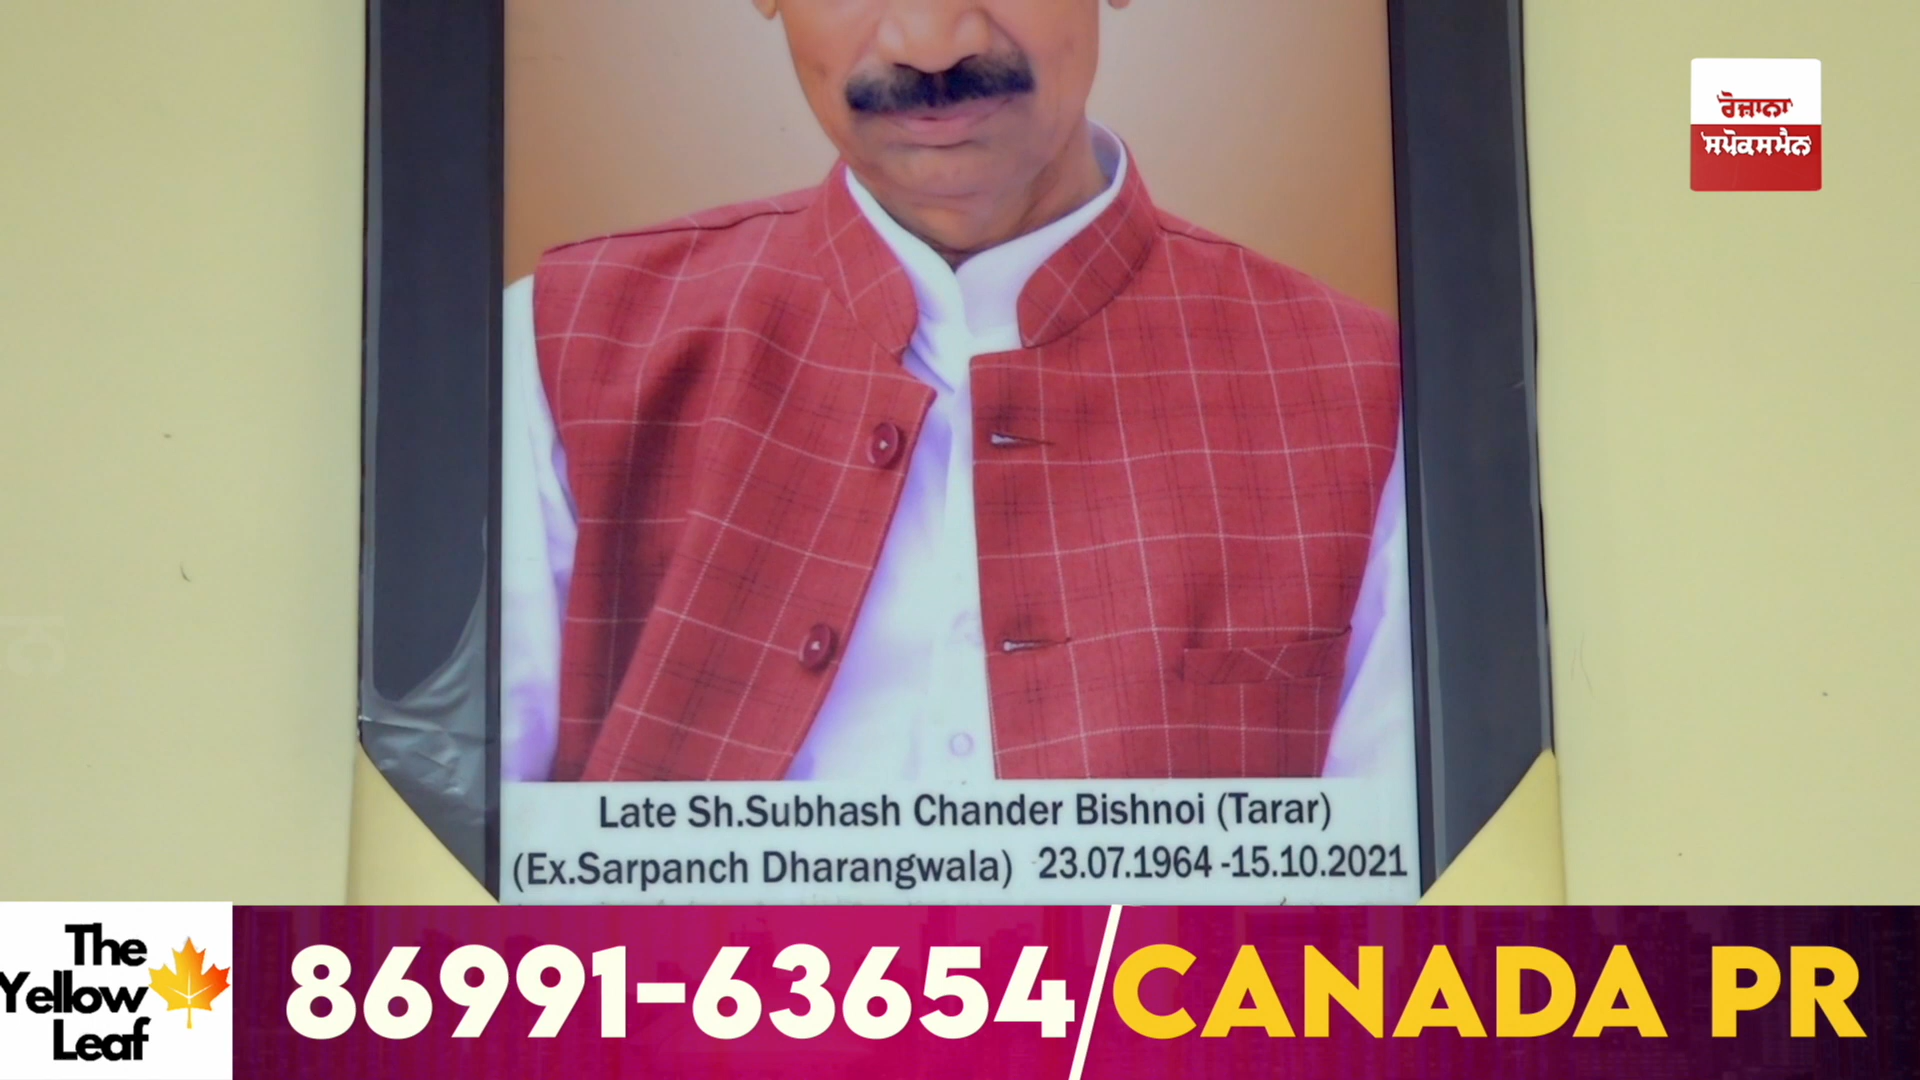 ਰੋਜ਼ਾਨਾ
ਸਪੋਕਸਮੈਨ
Late Sh.Subhash Chander Bishnoi (Tarar)
(Ex.Sarpanch Dharangwala) 23.07.1964 -15.10.2021
The
Yellow
Leaf
86991-63654/CANADA PR